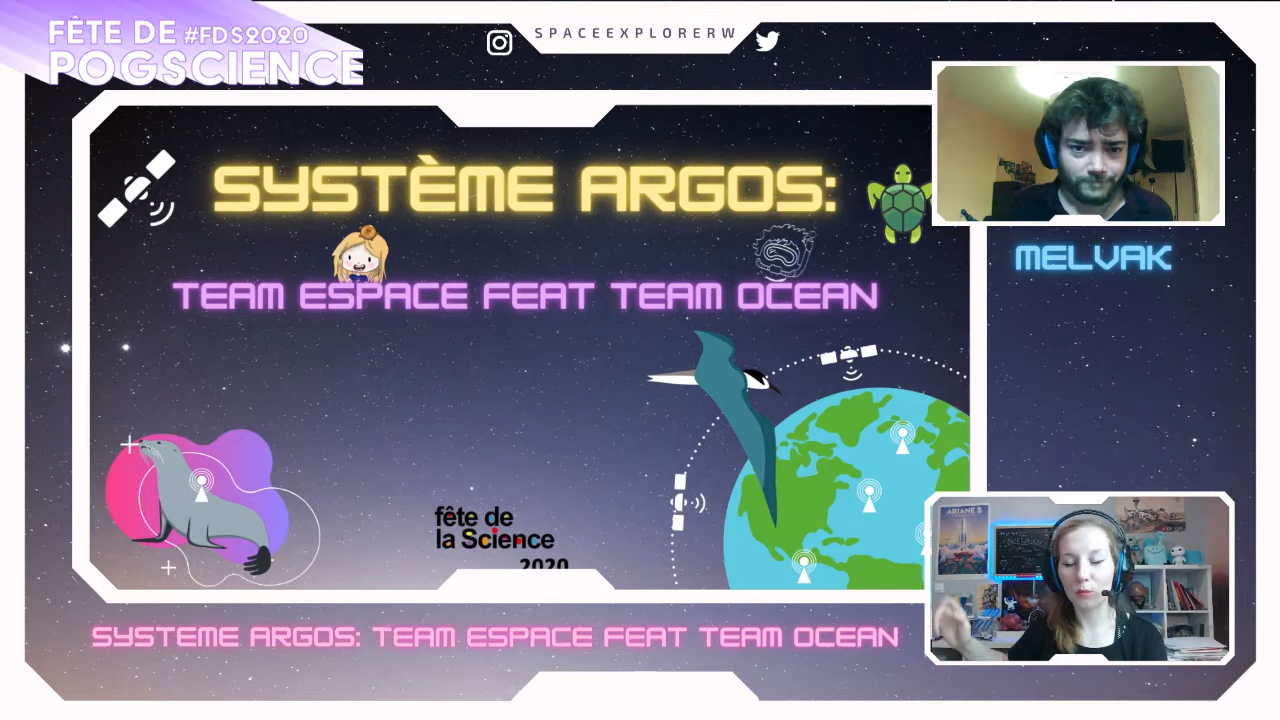 FÊTE DE #FDS2020
POGSCIENCE
SPACEEXPLORERW
SYSTÈME ARGOS:
TEAM ESPACE FEAT TEAM OCEAN
MELVAK
fête de
la Science
2020
ARIANE 5
SYSTEME ARGOS: TEAM ESPACE FEAT TEAM OCEAN